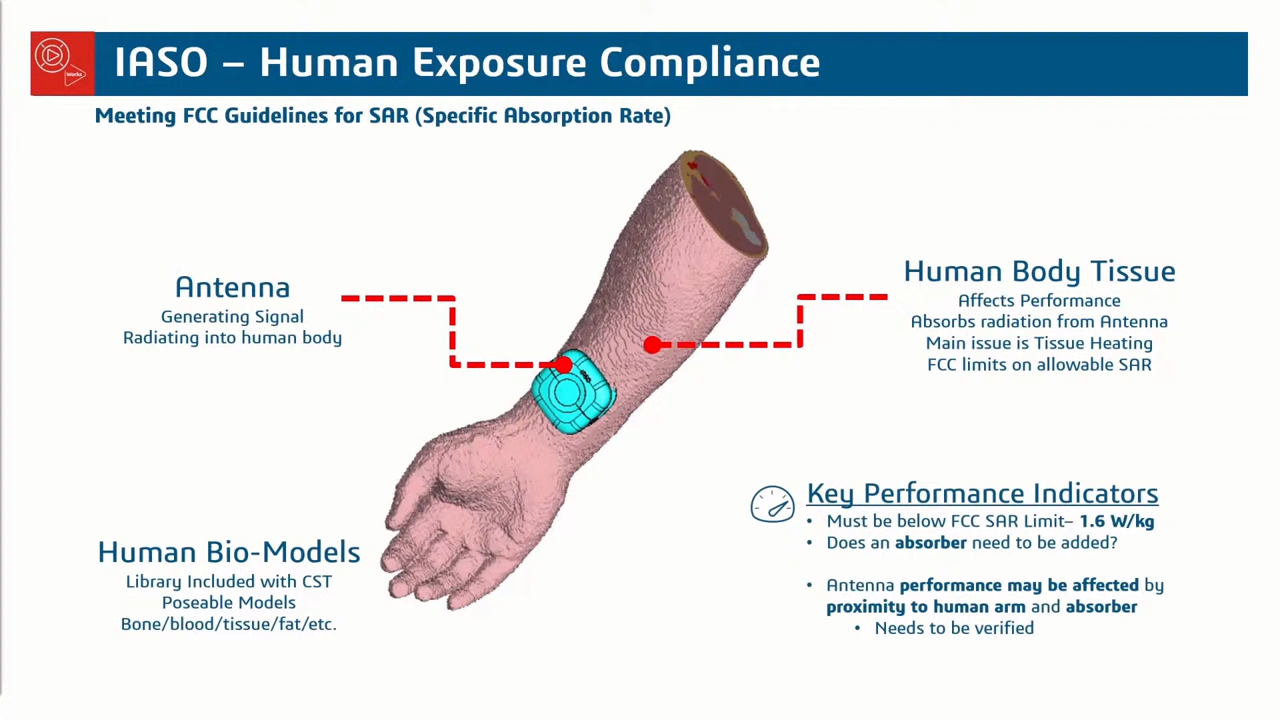 Works
IASO – Human Exposure Compliance
Meeting FCC Guidelines for SAR (Specific Absorption Rate)
Antenna
Generating Signal
Radiating into human body
Human Body Tissue
Affects Performance
Absorbs radiation from Antenna
Main issue is Tissue Heating
FCC limits on allowable SAR
IASO
Human Bio-Models
Library Included with CST
Poseable Models
Bone/blood/tissue/fat/etc.
Key Performance Indicators
• Must be below FCC SAR Limit– 1.6 W/kg
• Does an absorber need to be added?
• Antenna performance may be affected by
proximity to human arm and absorber
• Needs to be verified